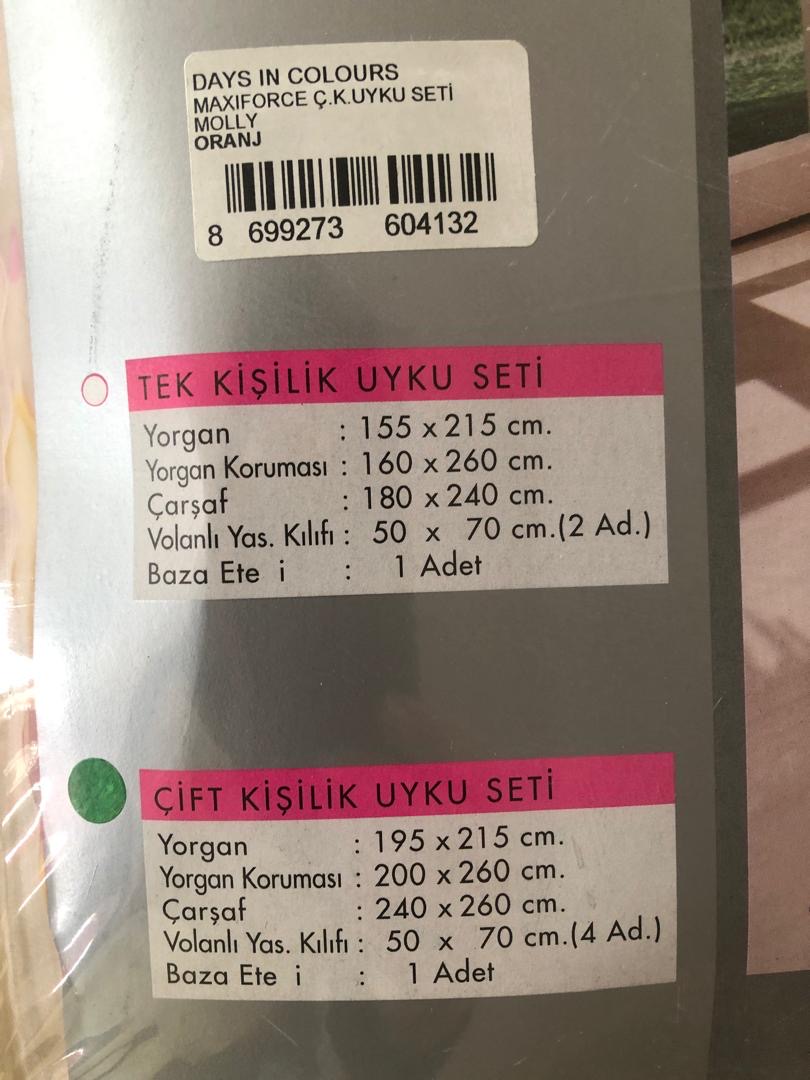 DAYS IN COLOURS
MAXIFORCE Ç.K.UYKU SETİ
MOLLY
ORANJ
8 699273 604132
TEK KİŞİLİK UYKU SETİ
Yorgan : 155 x 215 cm.
Yorgan Koruması : 160 x 260 cm.
Çarşaf : 180 x 240 cm.
Volanlı Yas. Kılıfı : 50 x 70 cm.(2 Ad.)
Baza Ete i : 1 Adet
ÇİFT KİŞİLİK UYKU SETİ
Yorgan : 195 x 215 cm.
Yorgan Koruması : 200 x 260 cm.
Çarşaf : 240 x 260 cm.
Volanlı Yas. Kılıfı : 50 x 70 cm.(4 Ad.)
Baza Ete i : 1 Adet